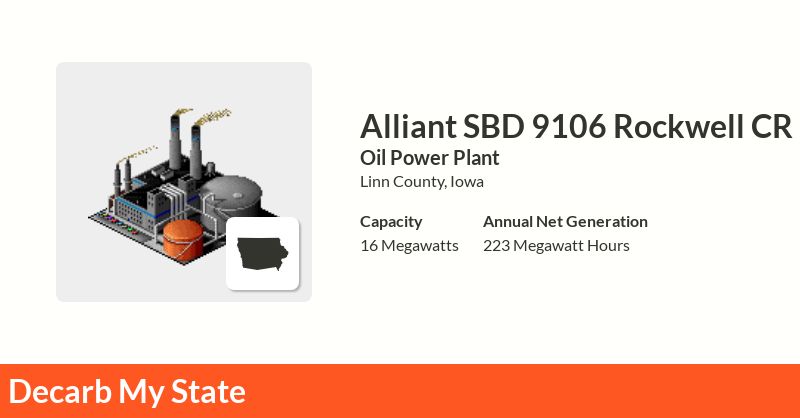 Alliant SBD 9106 Rockwell CR
Oil Power Plant
Linn County, Iowa
Capacity
16 Megawatts
Annual Net Generation
223 Megawatt Hours
Decarb My State